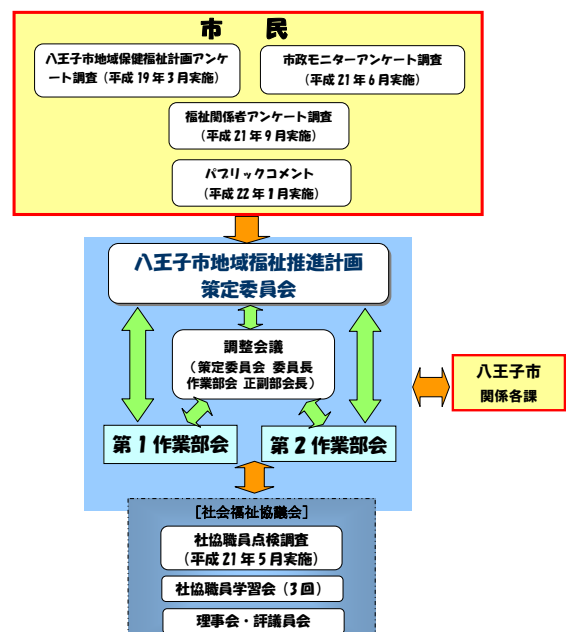 市　民
八王子市地域保健福祉計画アンケ
ート調査（平成19年3月実施）
市政モニターアンケート調査
（平成21年6月実施）
福祉関係者アンケート調査
（平成21年9月実施）
パブリックコメント
（平成22年1月実施）
八王子市地域福祉推進計画
策定委員会
調整会議
（策定委員会 委員長
作業部会 正副部会長）
八王子市
関係各課
第1作業部会
第2作業部会
［社会福祉協議会］
社協職員点検調査
（平成21年5月実施）
社協職員学習会（3回）
理事会・評議員会